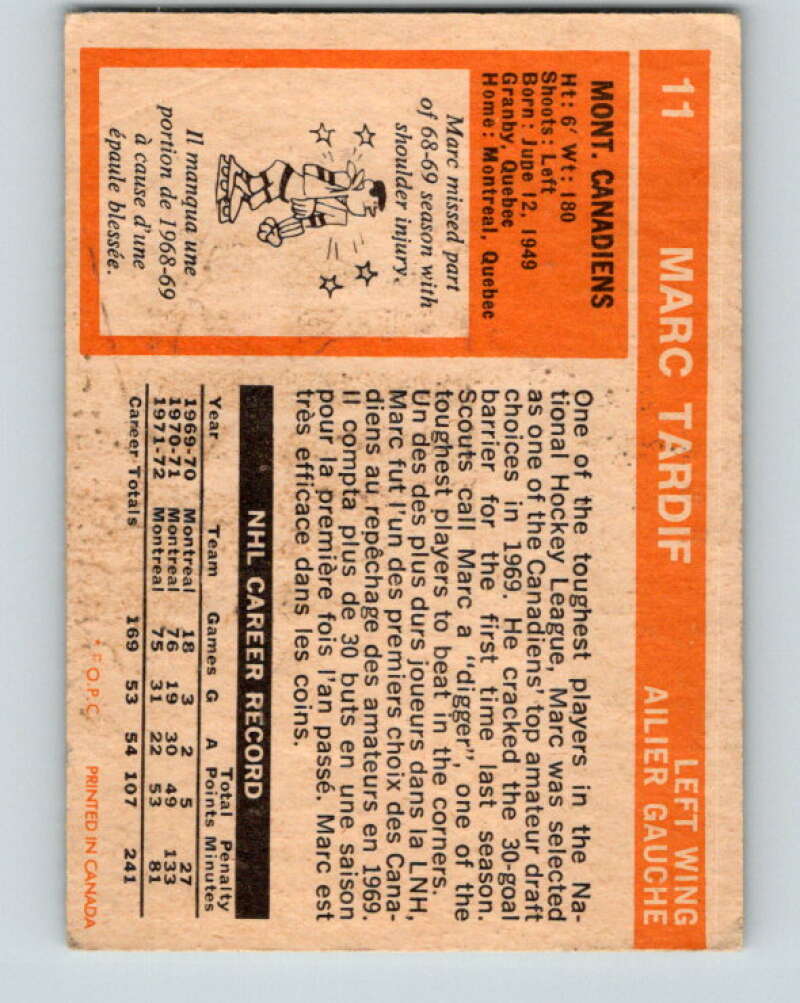 11
MARC TARDIF
LEFT WING
AILIER GAUCHE
MONT. CANADIENS
Ht: 6' Wt: 180
Shoots: Left
Born: June 12, 1949
Granby, Quebec
Home: Montreal, Quebec
Marc missed part
of 68-69 season with
shoulder injury.
Il manqua une
portion de 1968-69
à cause d'une
épaule blessée.
One of the toughest players in the Na-
tional Hockey League, Marc was selected
as one of the Canadiens' top amateur draft
choices in 1969. He cracked the 30-goal
barrier for the first time last season.
Scouts call Marc a "digger", one of the
toughest players to beat in the corners.
Un des des plus durs joueurs dans la LNH,
Marc fut l'un des premiers choix des Cana-
diens au repêchage des amateurs en 1969.
Il compta plus de 30 buts en une saison
pour la première fois l'an passé. Marc est
très efficace dans les coins.
NHL CAREER RECORD
Total Penalty
Year Team Games G A Points Minutes
1969-70 Montreal 18 3 2 5 27
1970-71 Montreal 76 19 30 49 133
1971-72 Montreal 75 31 22 53 81
Career Totals 169 53 54 107 241
* F O.P.C. PRINTED IN CANADA